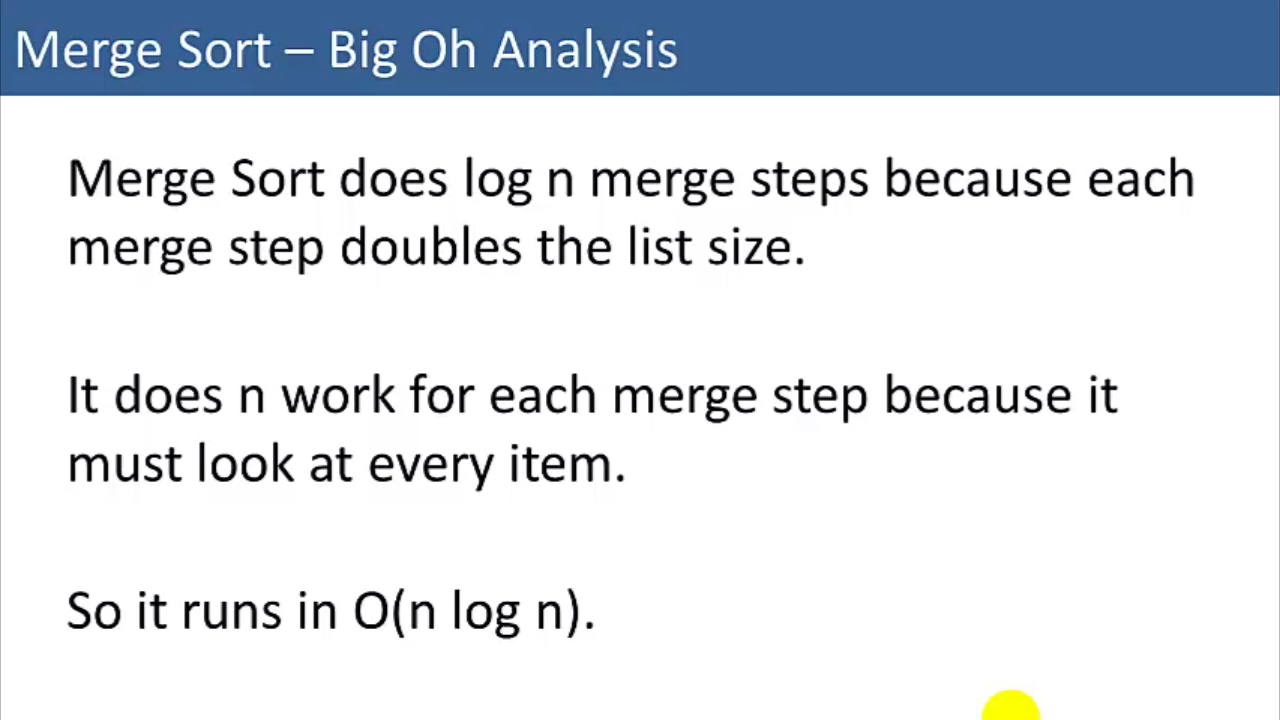 Merge Sort – Big Oh Analysis
Merge Sort does log n merge steps because each
merge step doubles the list size.
It does n work for each merge step because it
must look at every item.
So it runs in O(n log n).